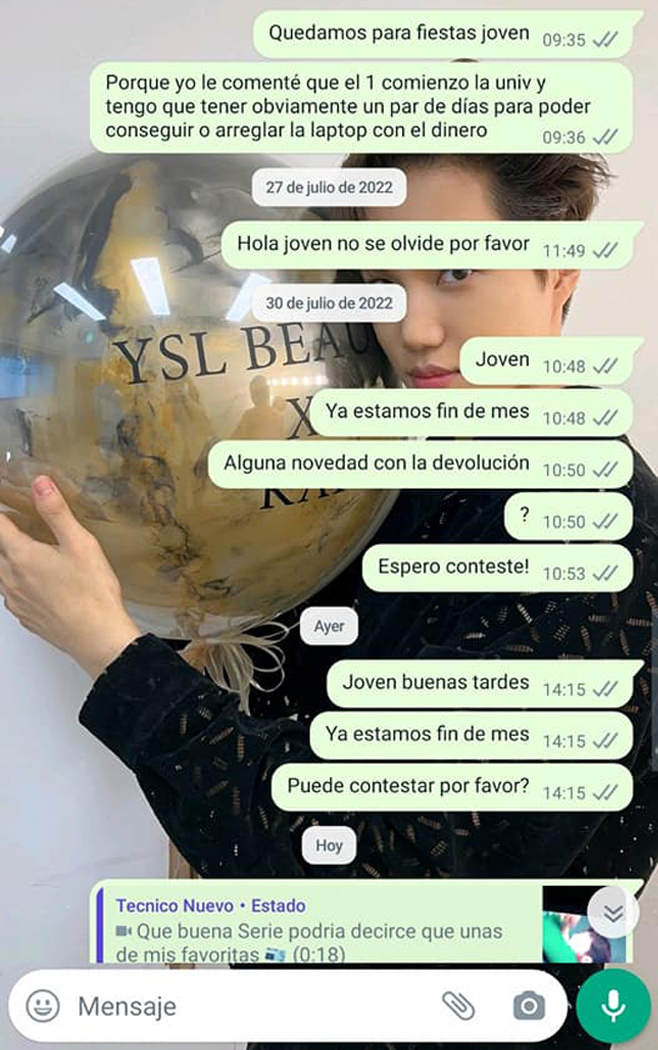 Quedamos para fiestas joven 09:35
Porque yo le comenté que el 1 comienzo la univ y
tengo que tener obviamente un par de días para poder
conseguir o arreglar la laptop con el dinero 09:36
27 de julio de 2022
Hola joven no se olvide por favor 11:49
30 de julio de 2022
YSL BEAU
Joven 10:48
X
Ya estamos fin de mes 10:48
Alguna novedad con la devolución 10:50
? 10:50
Espero conteste! 10:53
Ayer
Joven buenas tardes 14:15
Ya estamos fin de mes 14:15
Puede contestar por favor? 14:15
Hoy
Tecnico Nuevo • Estado
Que buena Serie podria decirce que unas
de mis favoritas (0:18)
Mensaje